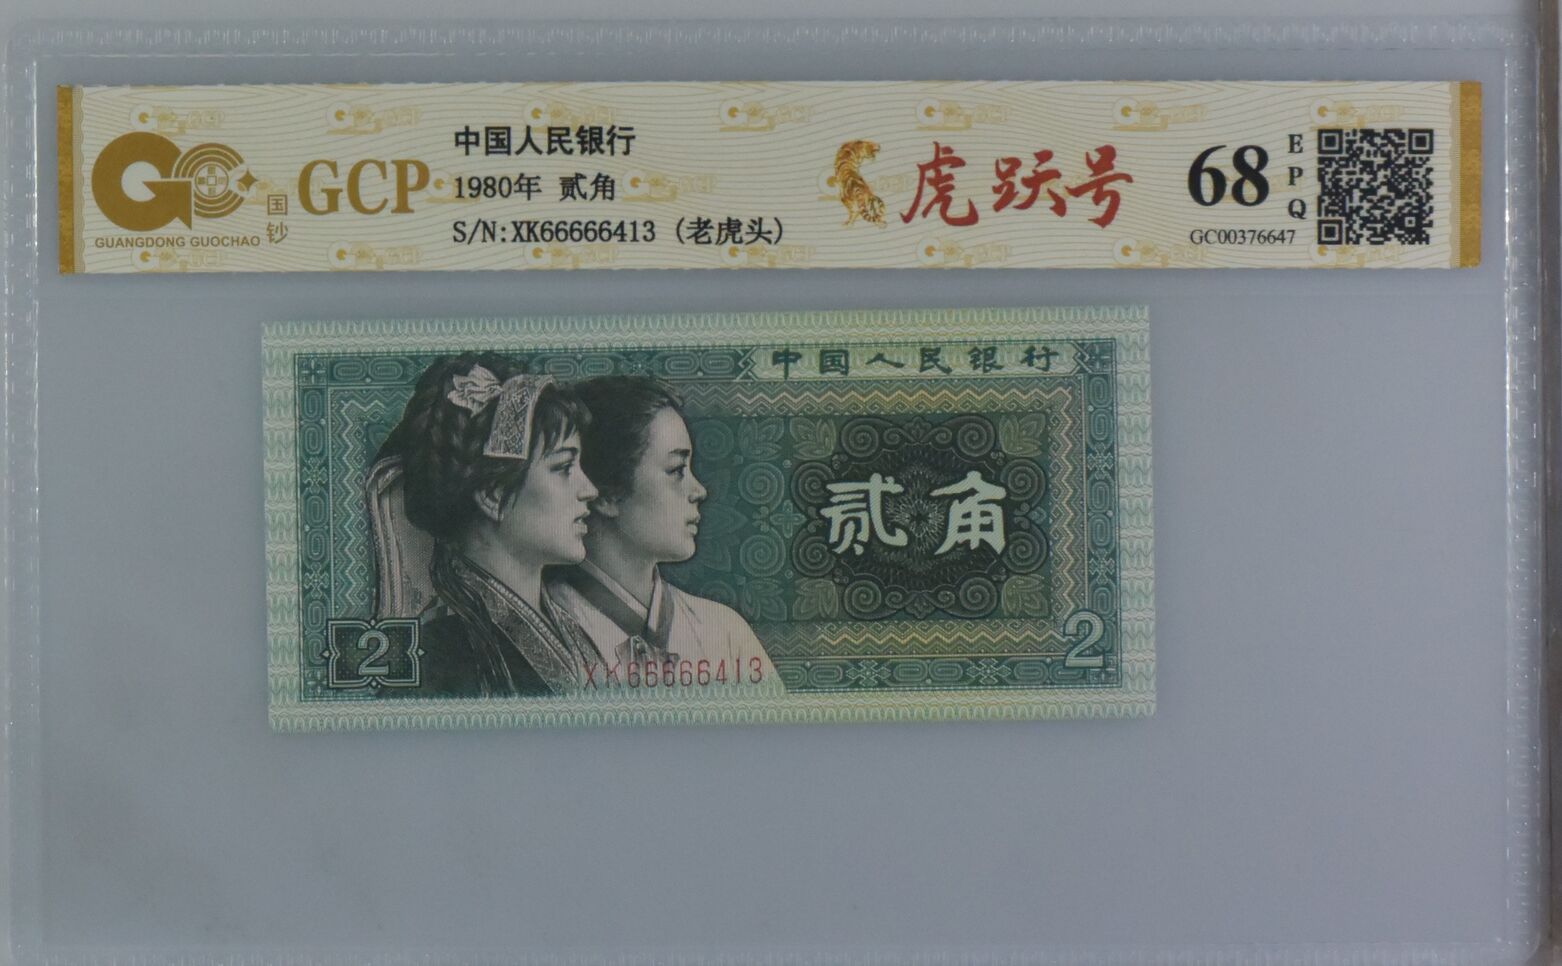 GUANGDONG GUOCHAO
国钞
GCP
中国人民银行
1980年 贰角
S/N:XK66666413 (老虎头)
虎跃号
68
EPQ
GC00376647
中国人民银行
贰角
2
2
XK66666413